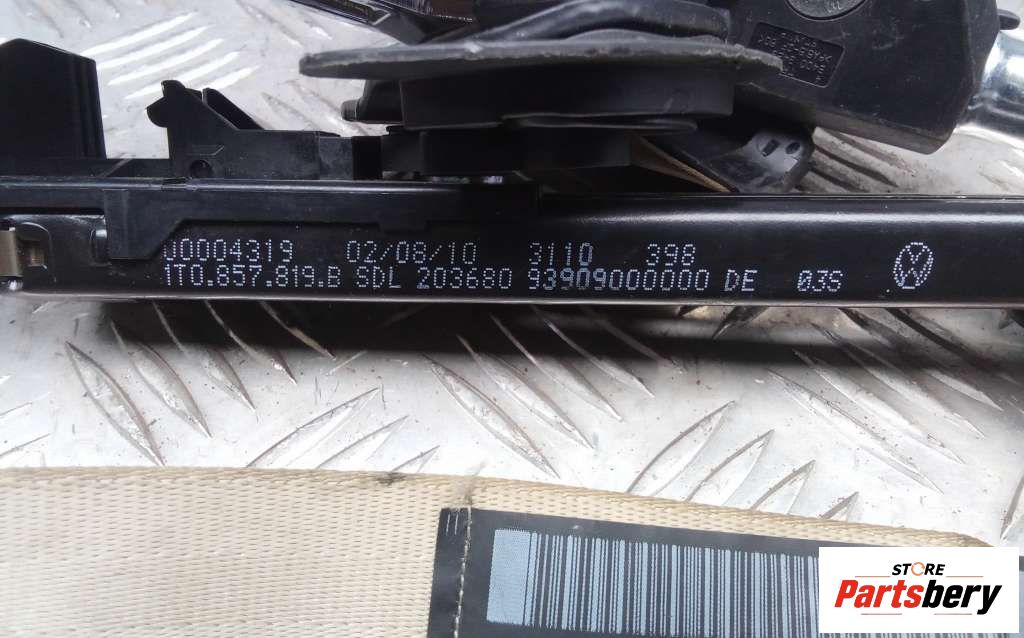 J0004319 02/08/10 3110 398
1T0.857.819.B SDL 203680 93909000000 DE 03S
STORE
Partsbery